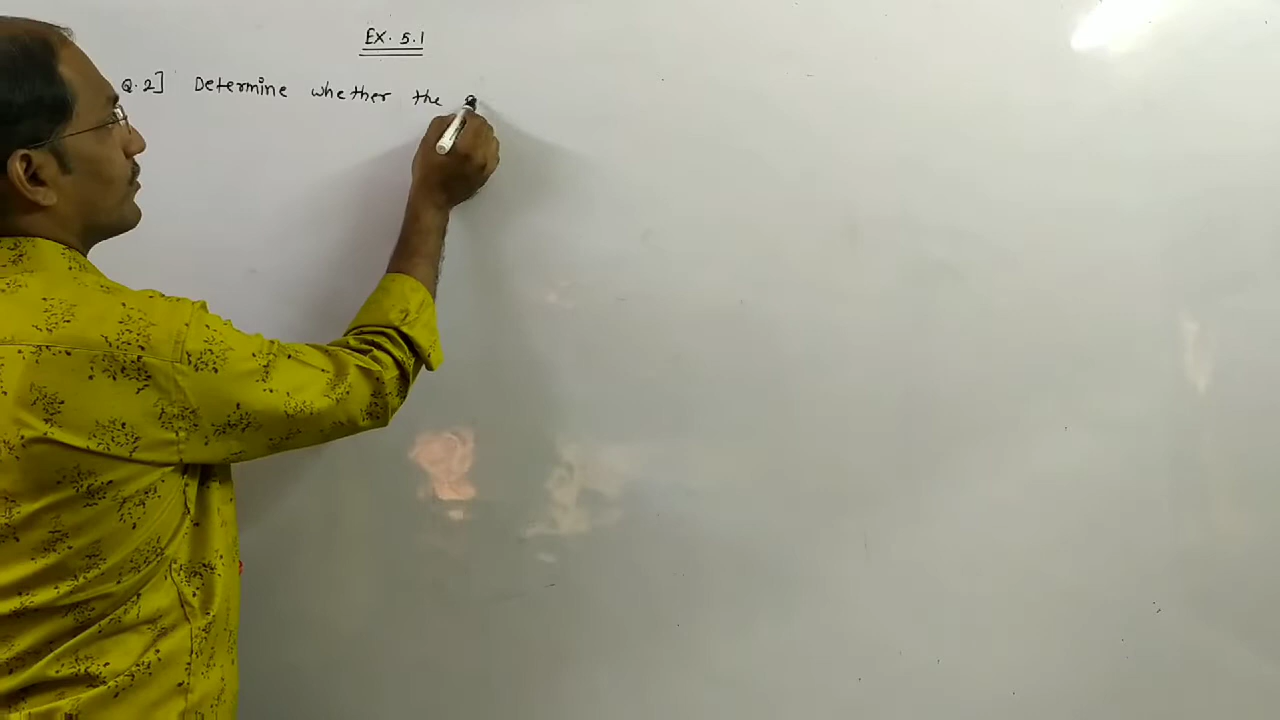 Ex. 5.1
Q.2] Determine whether the